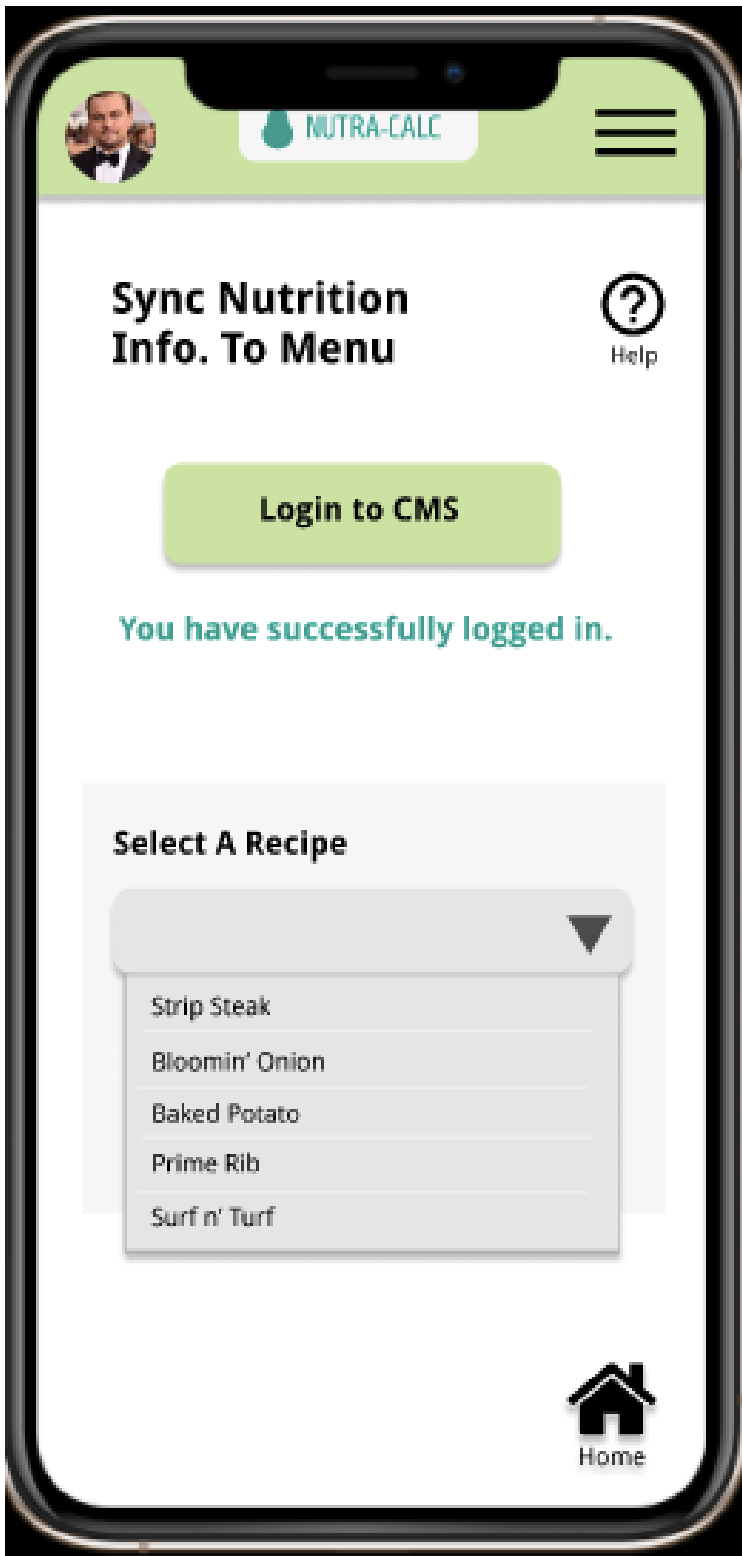 NUTRA-CALC
Sync Nutrition
Info. To Menu
Help
Login to CMS
You have successfully logged in.
Select A Recipe
Strip Steak
Bloomin' Onion
Baked Potato
Prime Rib
Surf n' Turf
Home